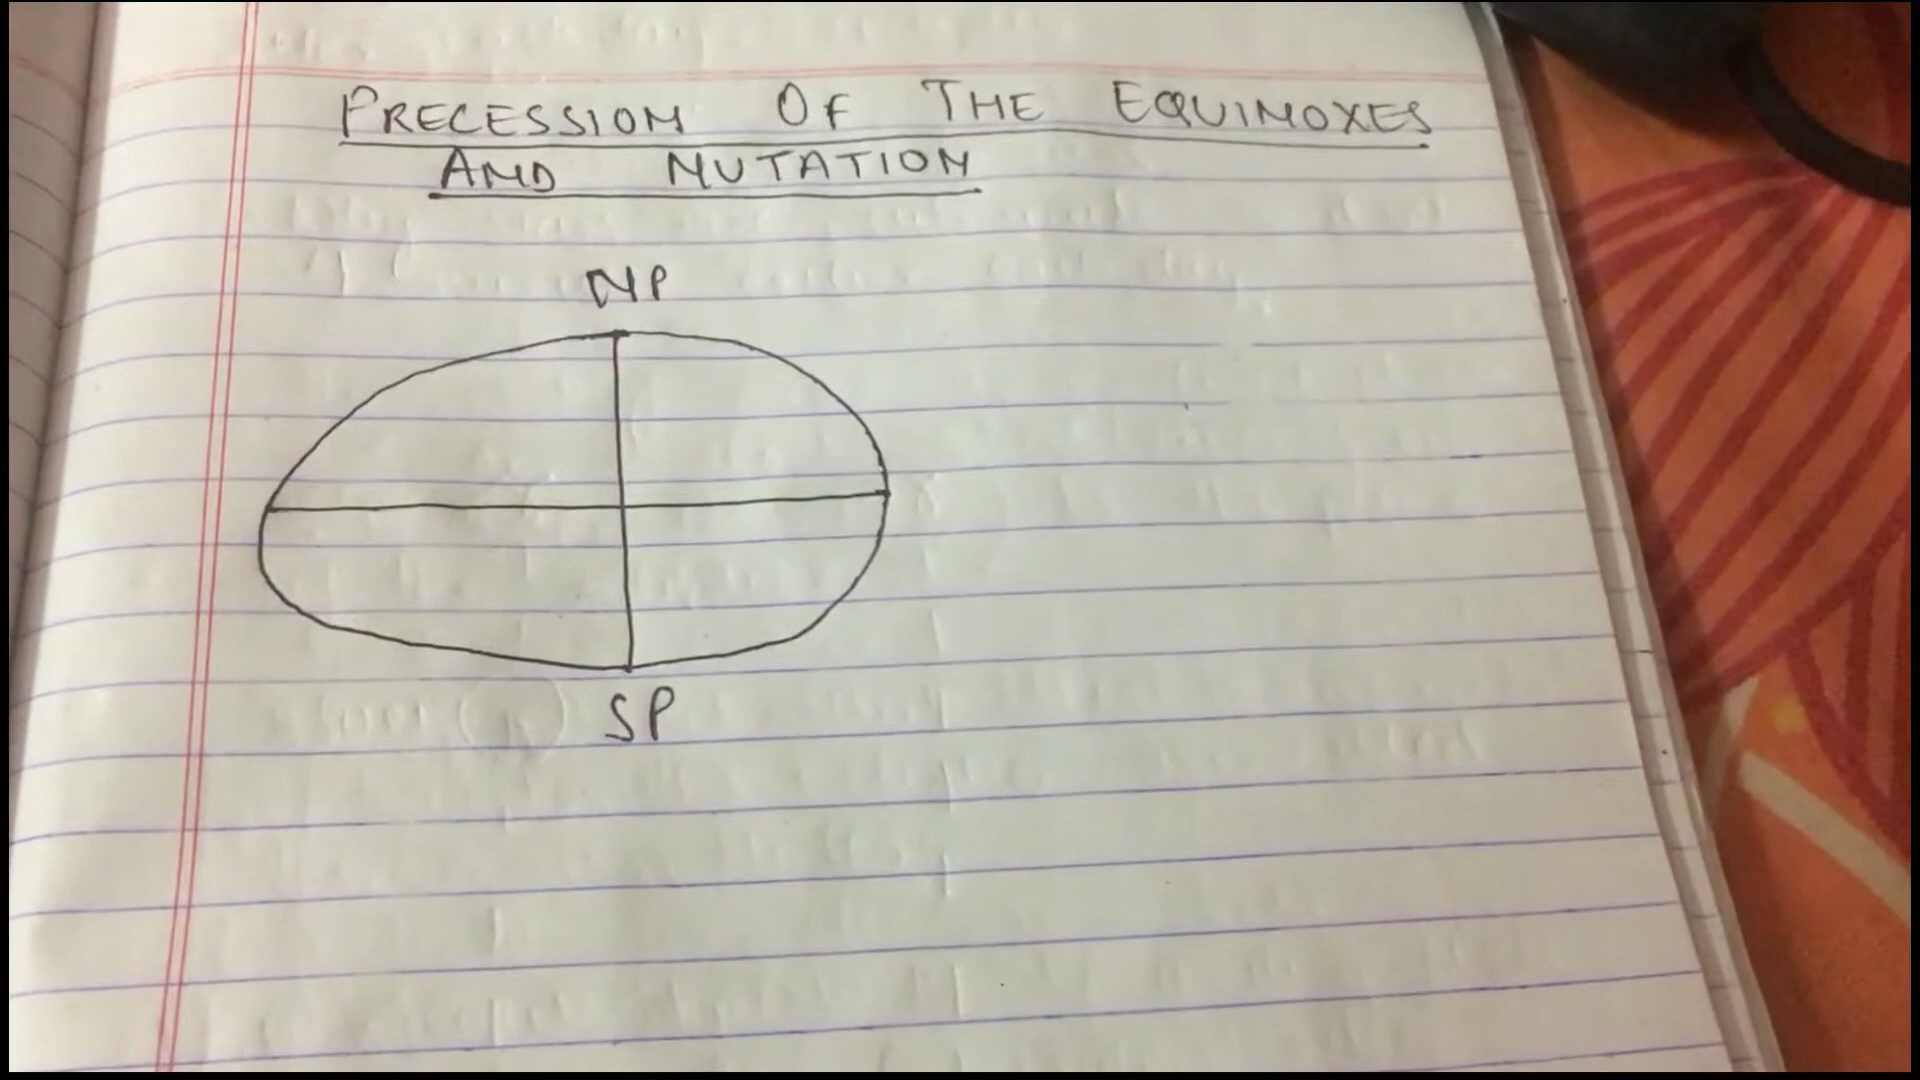 PRECESSION OF THE EQUINOXES
AND NUTATION
NP
SP